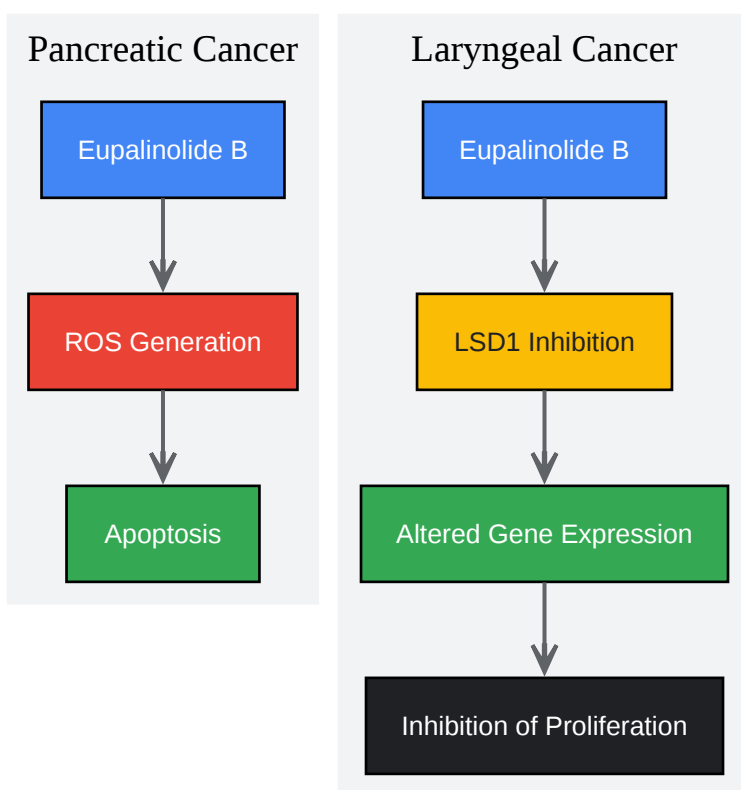 Pancreatic Cancer
Eupalinolide B
ROS Generation
Apoptosis
Laryngeal Cancer
Eupalinolide B
LSD1 Inhibition
Altered Gene Expression
Inhibition of Proliferation